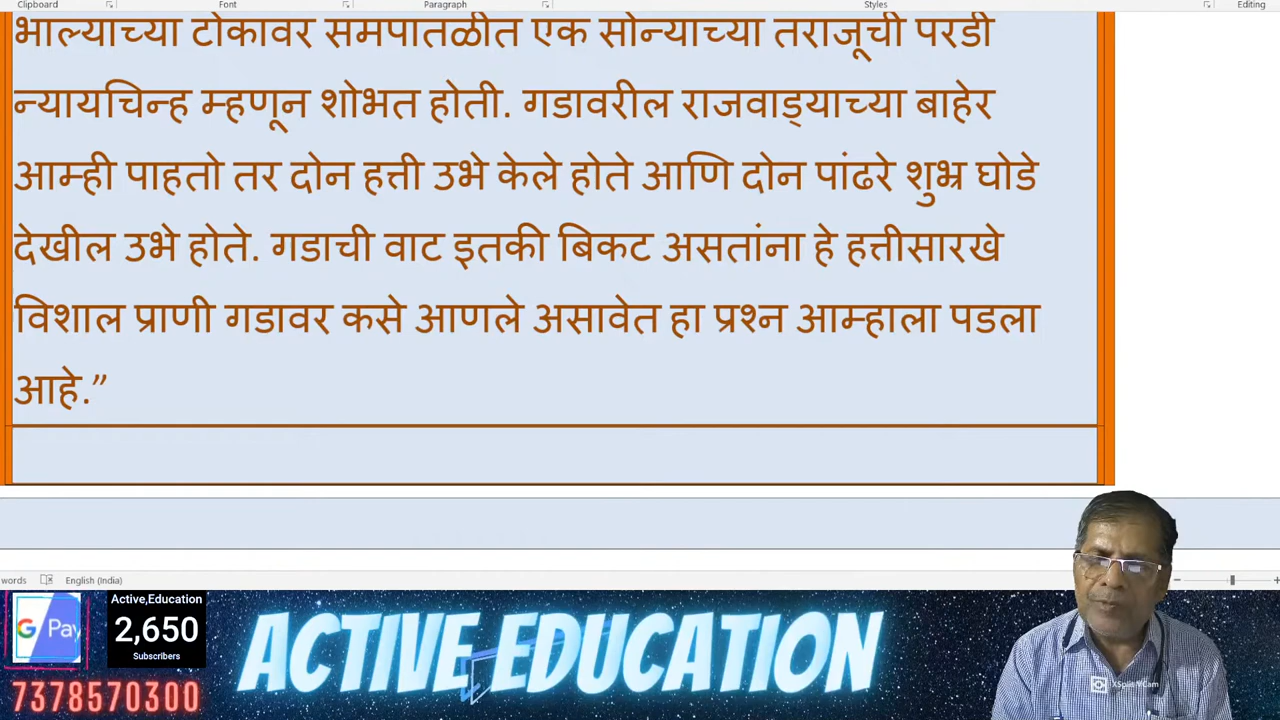 Clipboard Font Paragraph Styles Editing
भाल्याच्या टोकावर समपातळीत एक सोन्याच्या तराजूची परडी
न्यायचिन्ह म्हणून शोभत होती. गडावरील राजवाड्याच्या बाहेर
आम्ही पाहतो तर दोन हत्ती उभे केले होते आणि दोन पांढरे शुभ्र घोडे
देखील उभे होते. गडाची वाट इतकी बिकट असतांना हे हत्तीसारखे
विशाल प्राणी गडावर कसे आणले असावेत हा प्रश्न आम्हाला पडला
आहे.”
words English (India)
G Pay
Active,Education
2,650
Subscribers
ACTIVE EDUCATION
7378570300
XSplit VCam